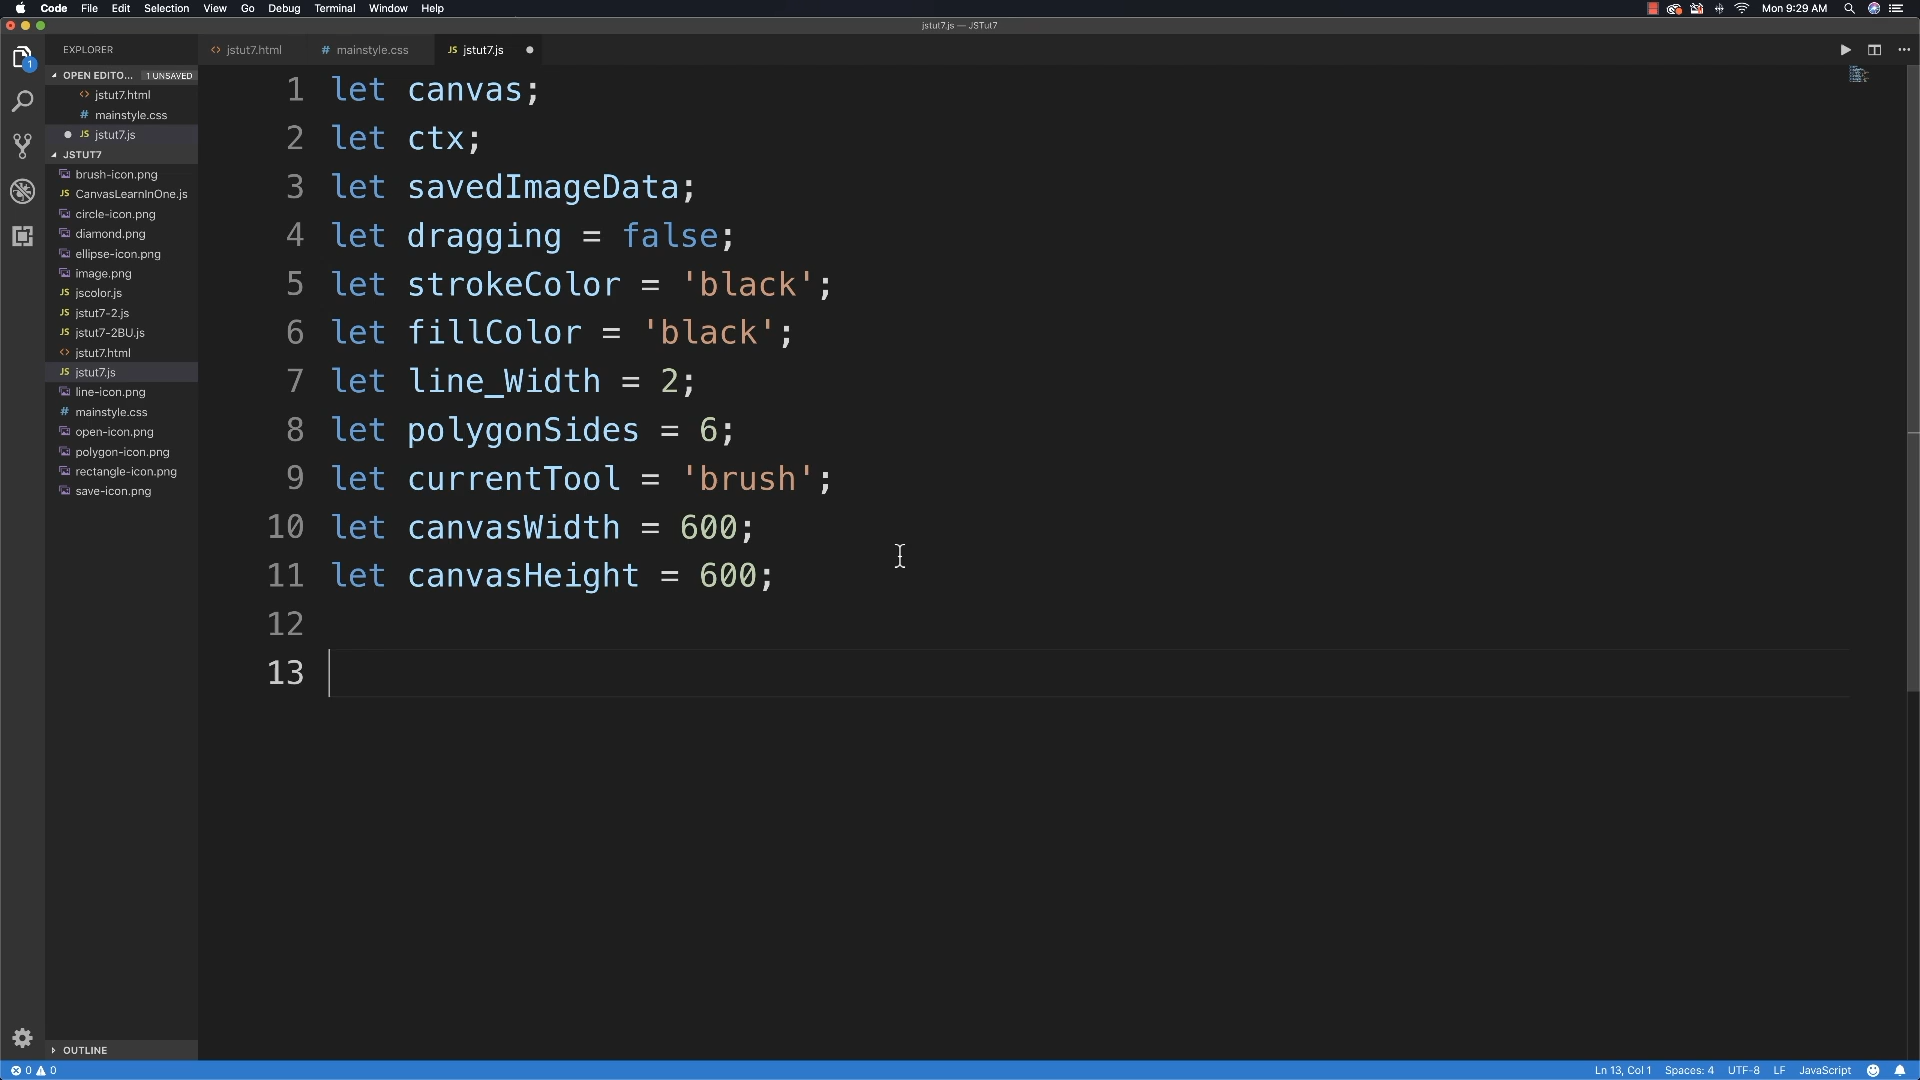 Code File Edit Selection View Go Debug Terminal Window Help Mon 9:29 AM
jstut7.js — JSTut7
EXPLORER
jstut7.html mainstyle.css jstut7.js
OPEN EDITO... 1 UNSAVED
jstut7.html
mainstyle.css
jstut7.js
JSTUT7
brush-icon.png
CanvasLearnInOne.js
circle-icon.png
diamond.png
ellipse-icon.png
image.png
jscolor.js
jstut7-2.js
jstut7-2BU.js
jstut7.html
jstut7.js
line-icon.png
mainstyle.css
open-icon.png
polygon-icon.png
rectangle-icon.png
save-icon.png
OUTLINE
1 let canvas;
2 let ctx;
3 let savedImageData;
4 let dragging = false;
5 let strokeColor = 'black';
6 let fillColor = 'black';
7 let line_Width = 2;
8 let polygonSides = 6;
9 let currentTool = 'brush';
10 let canvasWidth = 600;
11 let canvasHeight = 600;
12
13
0 0 Ln 13, Col 1 Spaces: 4 UTF-8 LF JavaScript